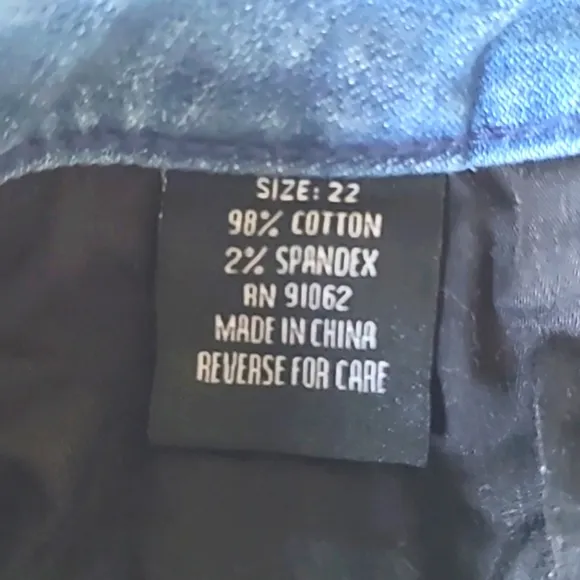 SIZE: 22
98% COTTON
2% SPANDEX
RN 91062
MADE IN CHINA
REVERSE FOR CARE